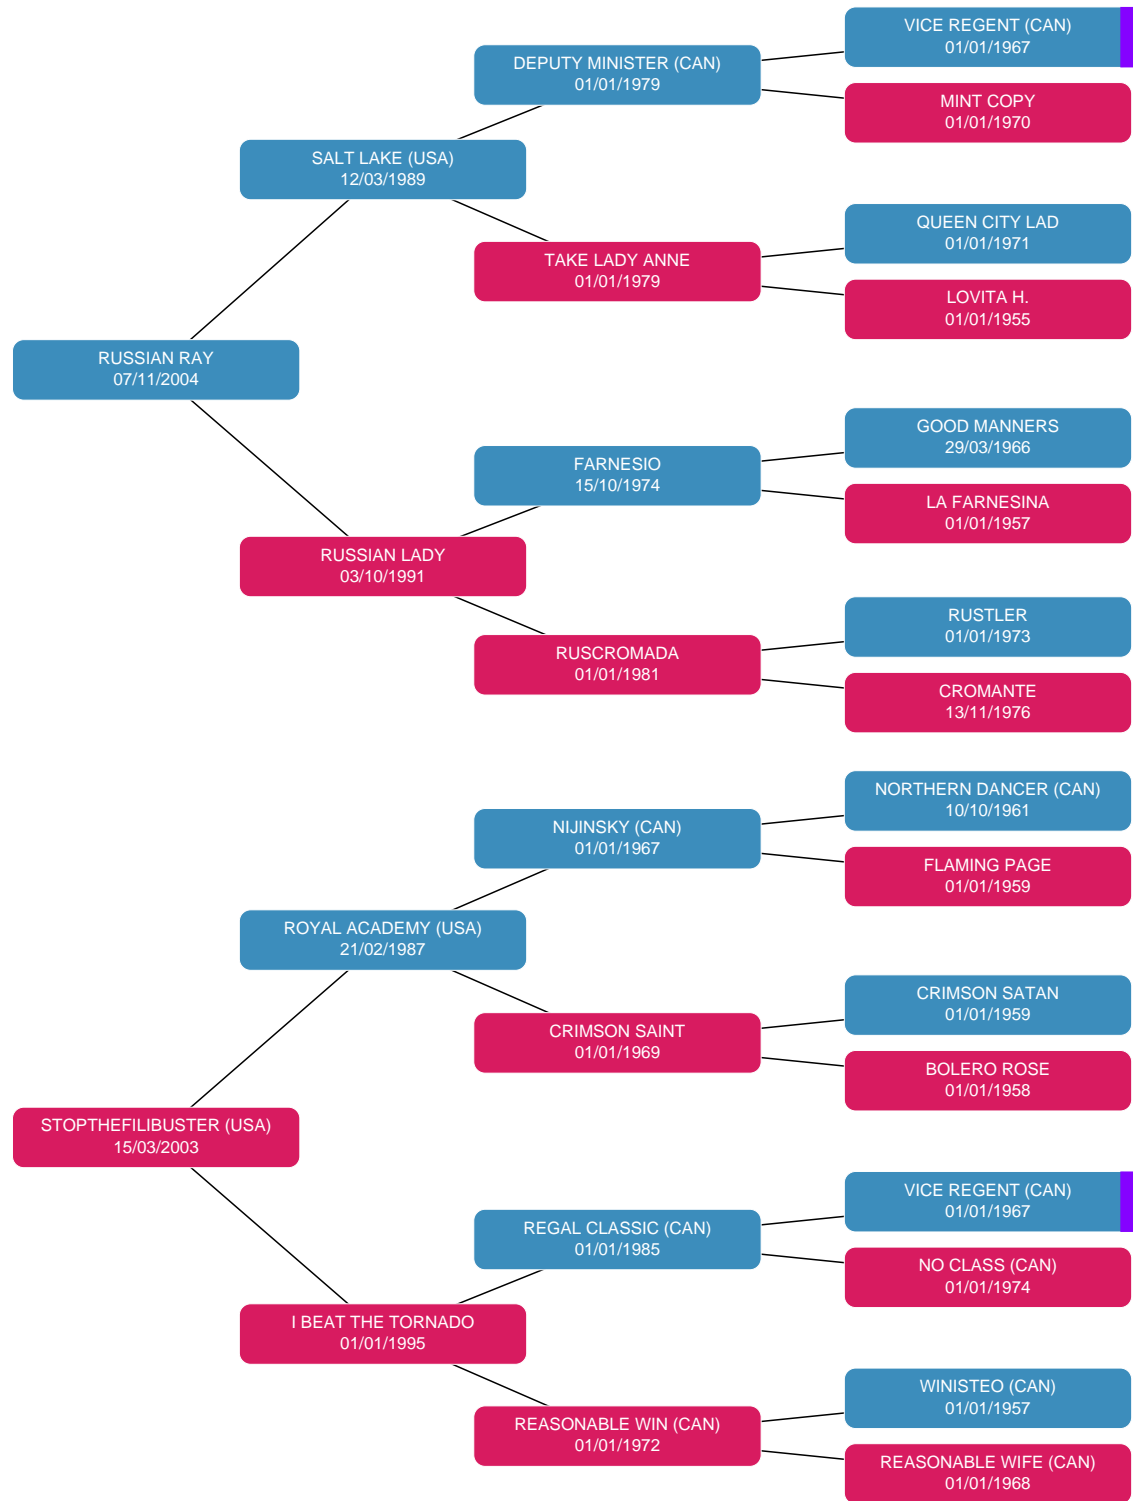 VICE REGENT (CAN)
01/01/1967
DEPUTY MINISTER (CAN)
01/01/1979
MINT COPY
01/01/1970
SALT LAKE (USA)
12/03/1989
QUEEN CITY LAD
01/01/1971
TAKE LADY ANNE
01/01/1979
LOVITA H.
01/01/1955
RUSSIAN RAY
07/11/2004
GOOD MANNERS
29/03/1966
FARNESIO
15/10/1974
LA FARNESINA
01/01/1957
RUSSIAN LADY
03/10/1991
RUSTLER
01/01/1973
RUSCROMADA
01/01/1981
CROMANTE
13/11/1976
NORTHERN DANCER (CAN)
10/10/1961
NIJINSKY (CAN)
01/01/1967
FLAMING PAGE
01/01/1959
ROYAL ACADEMY (USA)
21/02/1987
CRIMSON SATAN
01/01/1959
CRIMSON SAINT
01/01/1969
BOLERO ROSE
01/01/1958
STOPTHEFILIBUSTER (USA)
15/03/2003
VICE REGENT (CAN)
01/01/1967
REGAL CLASSIC (CAN)
01/01/1985
NO CLASS (CAN)
01/01/1974
I BEAT THE TORNADO
01/01/1995
WINISTEO (CAN)
01/01/1957
REASONABLE WIN (CAN)
01/01/1972
REASONABLE WIFE (CAN)
01/01/1968